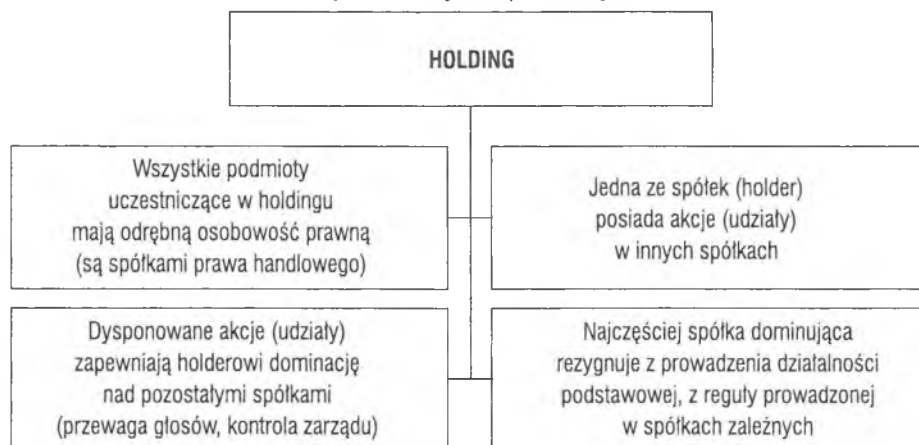 HOLDING
Wszystkie podmioty
uczestniczące w holdingu
mają odrębną osobowość prawną
(są spółkami prawa handlowego)
Jedna ze spółek (holder)
posiada akcje (udziały)
w innych spółkach
Dysponowane akcje (udziały)
zapewniają holderowi dominację
nad pozostałymi spółkami
(przewaga głosów, kontrola zarządu)
Najczęściej spółka dominująca
rezygnuje z prowadzenia działalności
podstawowej, z reguły prowadzonej
w spółkach zależnych